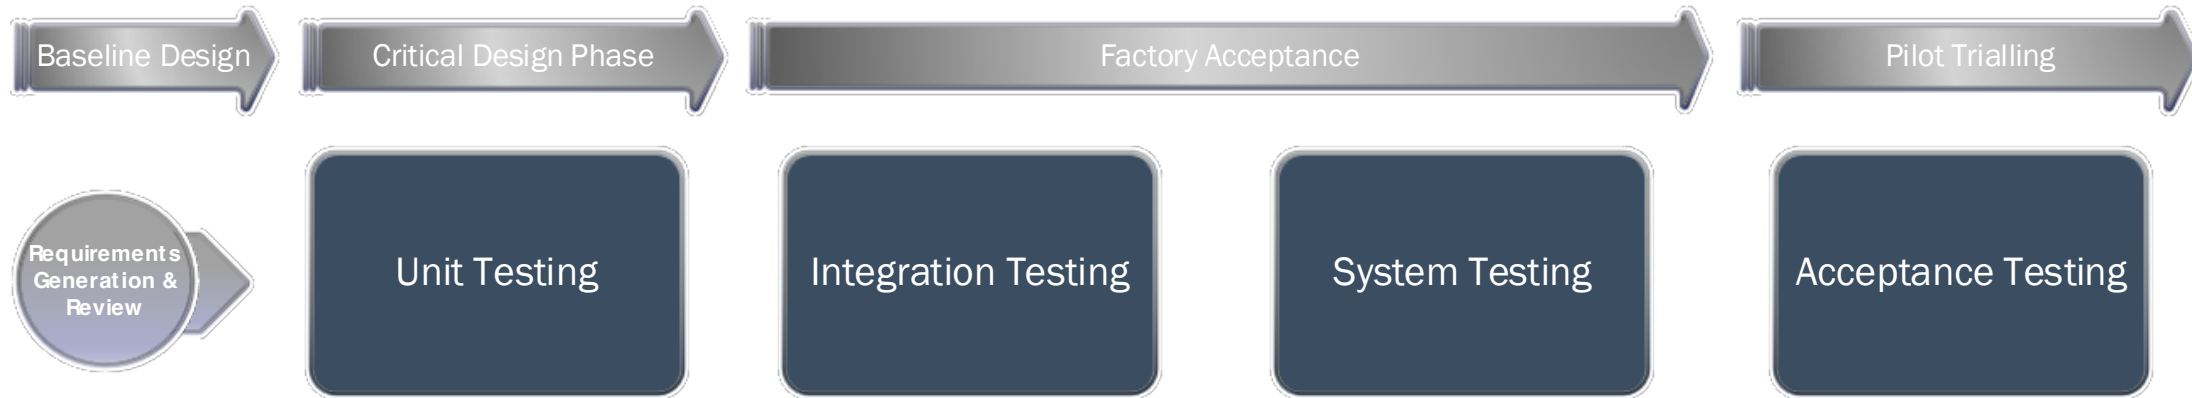 Baseline Design
Critical Design Phase
Factory Acceptance
Pilot Trialling
Requirements
Generation &
Review
Unit Testing
Integration Testing
System Testing
Acceptance Testing